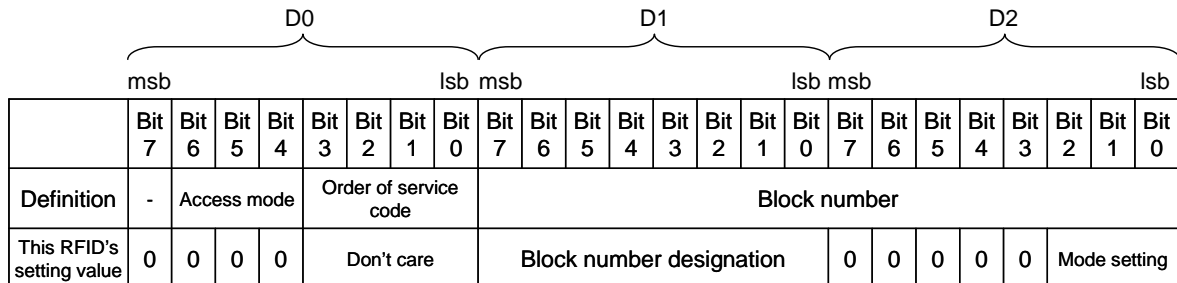 D0 D1 D2
msb lsb msb lsb msb lsb
Bit 7 Bit 6 Bit 5 Bit 4 Bit 3 Bit 2 Bit 1 Bit 0 Bit 7 Bit 6 Bit 5 Bit 4 Bit 3 Bit 2 Bit 1 Bit 0 Bit 7 Bit 6 Bit 5 Bit 4 Bit 3 Bit 2 Bit 1 Bit 0
Definition - Access mode Order of service code Block number
This RFID's setting value 0 0 0 0 Don't care Block number designation 0 0 0 0 0 Mode setting